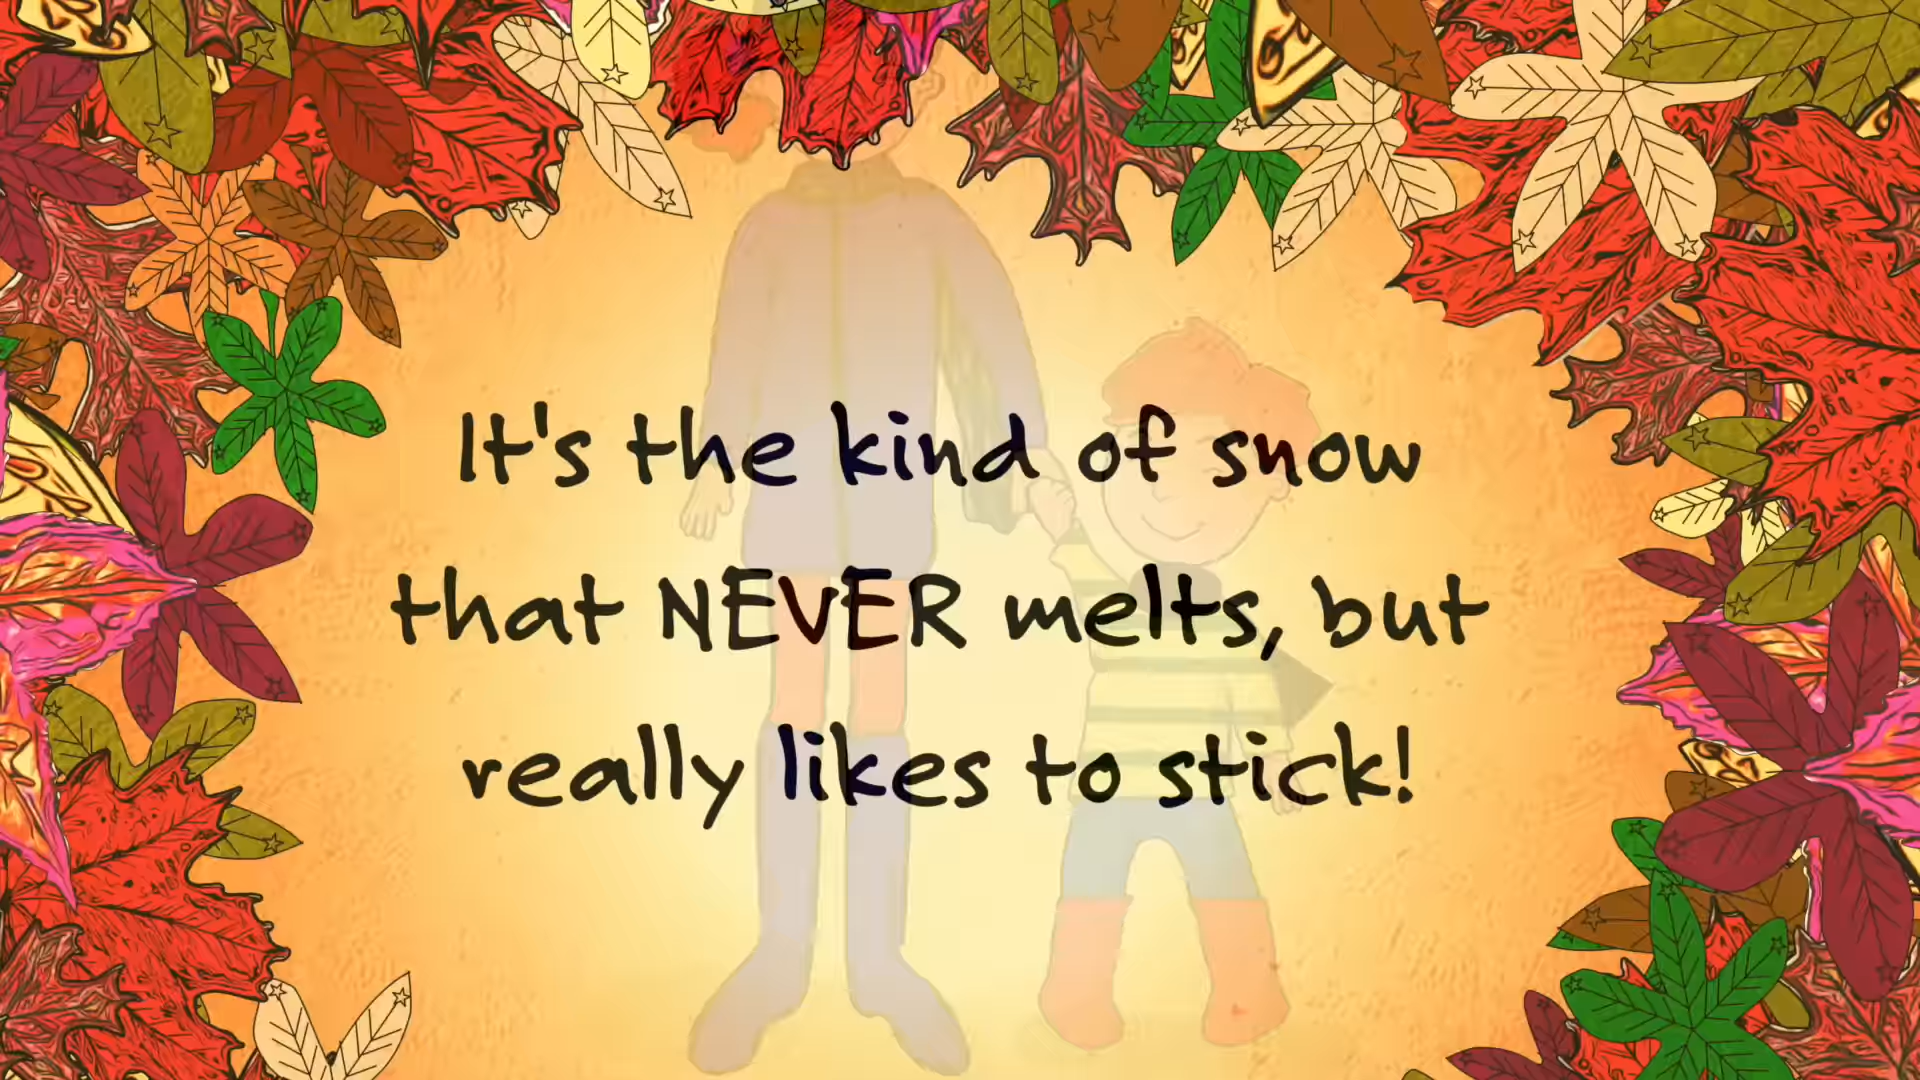 It's the kind of snow
that NEVER melts, but
really likes to stick!